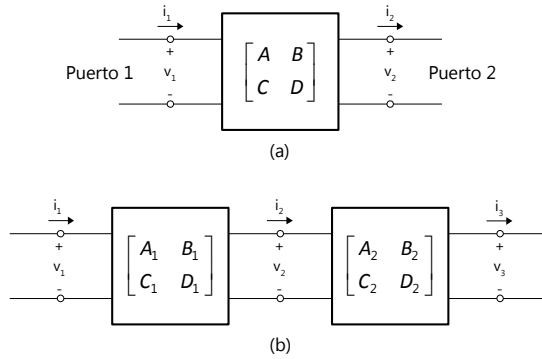 i1 i2
+ +
A B
Puerto 1 v1 v2 Puerto 2
C D
- -
(a)
i1 i2 i3
+ + +
A1 B1 A2 B2
v1 v2 v3
C1 D1 C2 D2
- - -
(b)